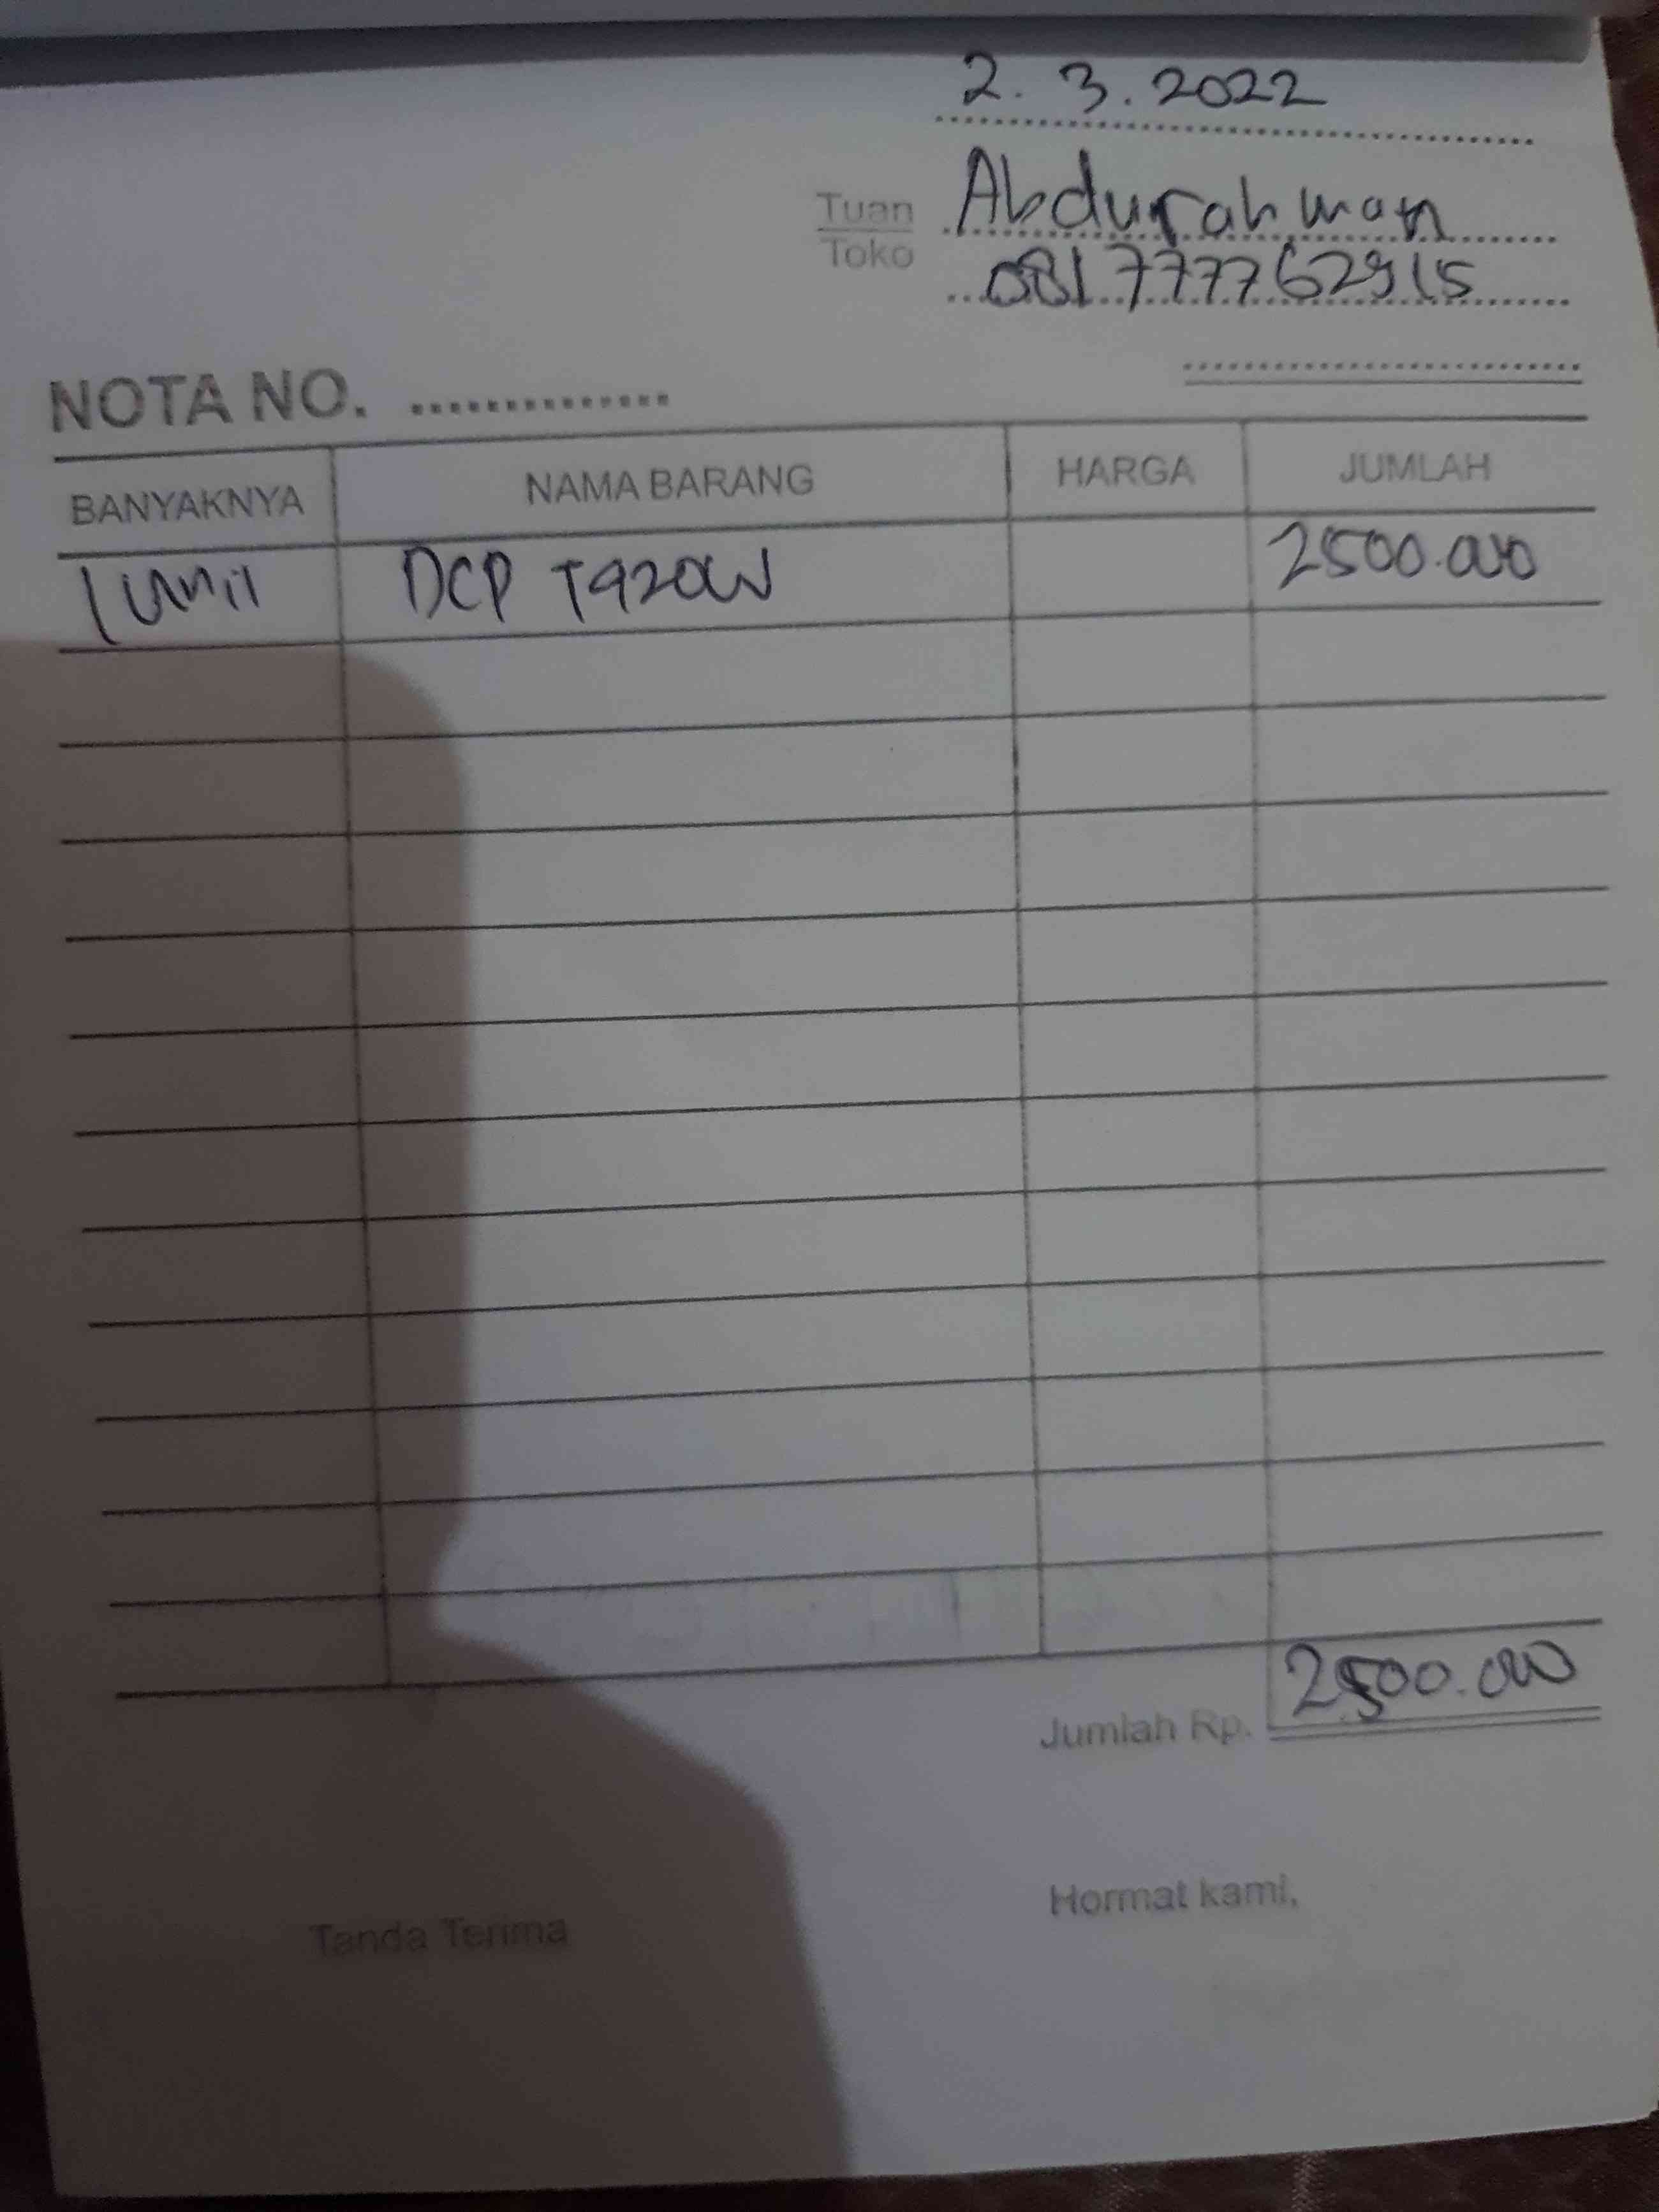 2. 3. 2022
Tuan Abdurahman
Toko 081777762915
NOTA NO. ..............
BANYAKNYA NAMA BARANG HARGA JUMLAH
1 Unit DCP T920W 2500.000
Jumlah Rp. 2500.000
Tanda Terima Hormat kami,